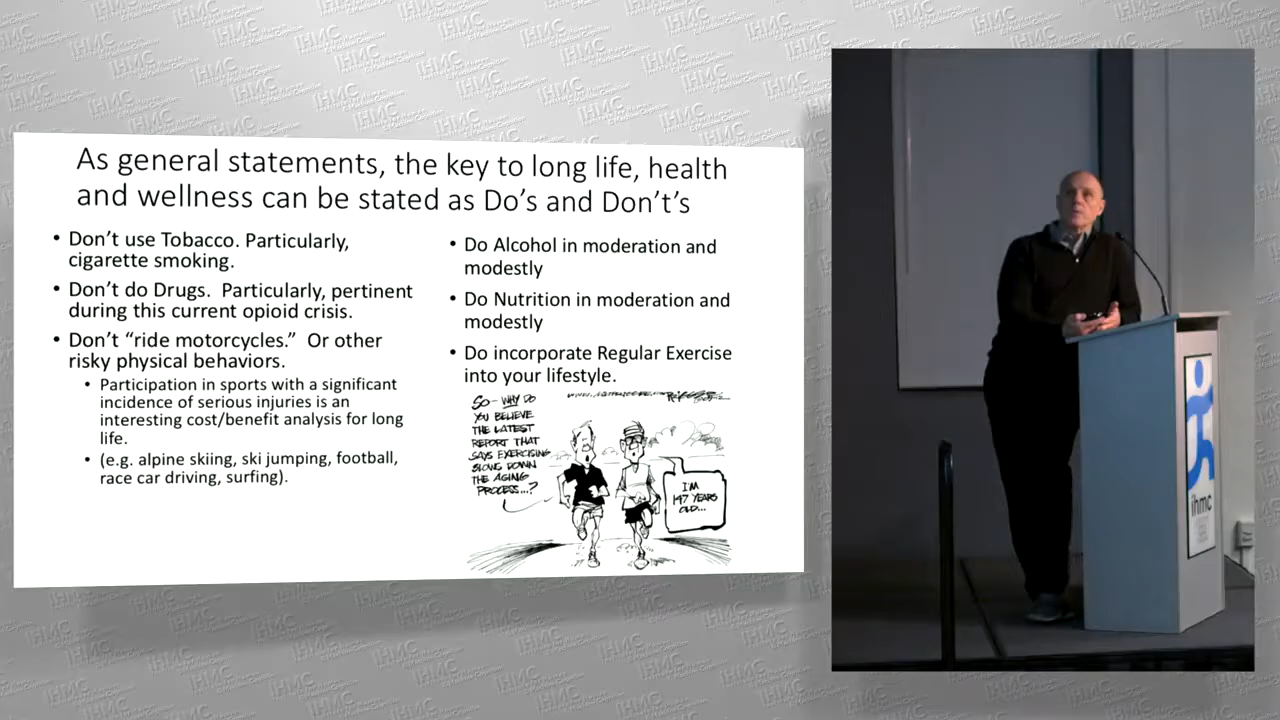 As general statements, the key to long life, health
and wellness can be stated as Do's and Don't's
• Don't use Tobacco. Particularly,
cigarette smoking.
• Don't do Drugs.  Particularly, pertinent
during this current opioid crisis.
• Don't "ride motorcycles."  Or other
risky physical behaviors.
• Participation in sports with a significant
incidence of serious injuries is an
interesting cost/benefit analysis for long
life.
• (e.g. alpine skiing, ski jumping, football,
race car driving, surfing).
• Do Alcohol in moderation and
modestly
• Do Nutrition in moderation and
modestly
• Do incorporate Regular Exercise
into your lifestyle.
SO - WHY DO
YOU BELIEVE
THE LATEST
REPORT THAT
SAYS EXERCISING
SLOWS DOWN
THE AGING
PROCESS...?
I'M
197 YEARS
OLD...
ihmc